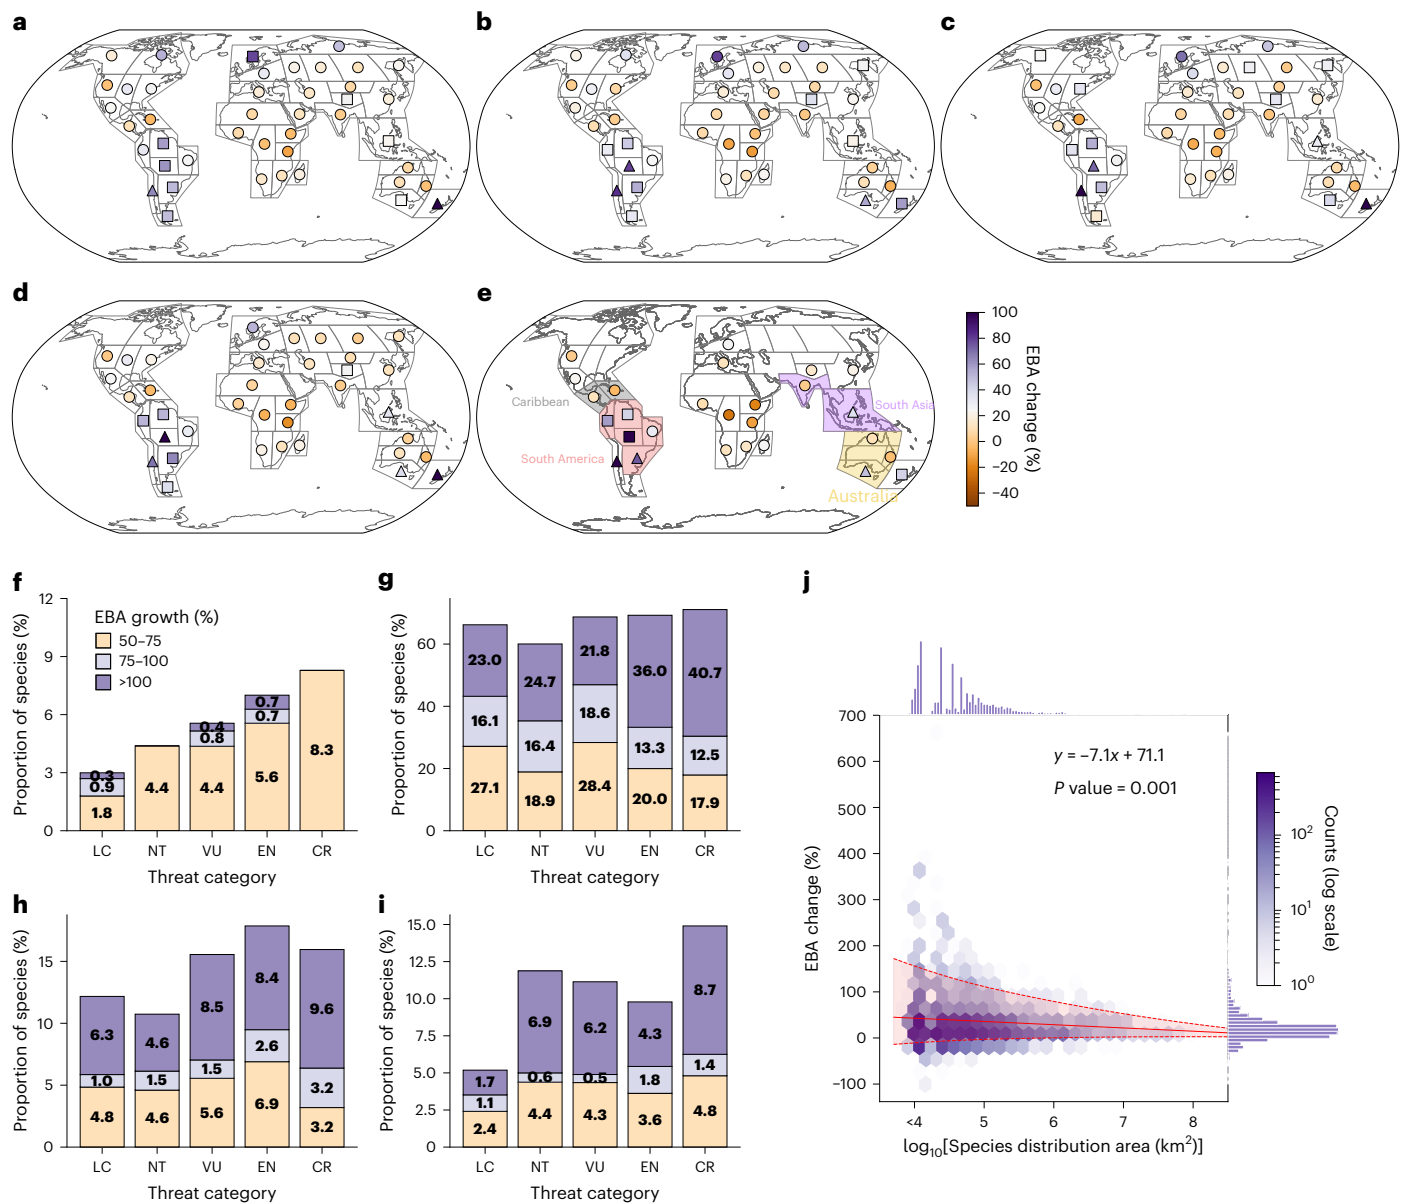 a
b
c
d
e
Caribbean
South America
South Asia
Australia
100
80
60
40
20
0
−20
−40
EBA change (%)
f
12
9
6
3
0
Proportion of species (%)
EBA growth (%)
50–75
75–100
>100
0.3
0.9
1.8
4.4
0.4
0.8
4.4
0.7
0.7
5.6
8.3
LC NT VU EN CR
Threat category
g
60
40
20
0
Proportion of species (%)
23.0
16.1
27.1
24.7
16.4
18.9
21.8
18.6
28.4
36.0
13.3
20.0
40.7
12.5
17.9
LC NT VU EN CR
Threat category
h
15
10
5
0
Proportion of species (%)
6.3
1.0
4.8
4.6
1.5
4.6
8.5
1.5
5.6
8.4
2.6
6.9
9.6
3.2
3.2
LC NT VU EN CR
Threat category
i
15.0
12.5
10.0
7.5
5.0
2.5
0
Proportion of species (%)
1.7
1.1
2.4
6.9
0.6
4.4
6.2
0.5
4.3
4.3
1.8
3.6
8.7
1.4
4.8
LC NT VU EN CR
Threat category
j
700
600
500
400
300
200
100
0
−100
EBA change (%)
y = −7.1x + 71.1
P value = 0.001
<4 5 6 7 8
log10[Species distribution area (km²)]
10²
10¹
10⁰
Counts (log scale)